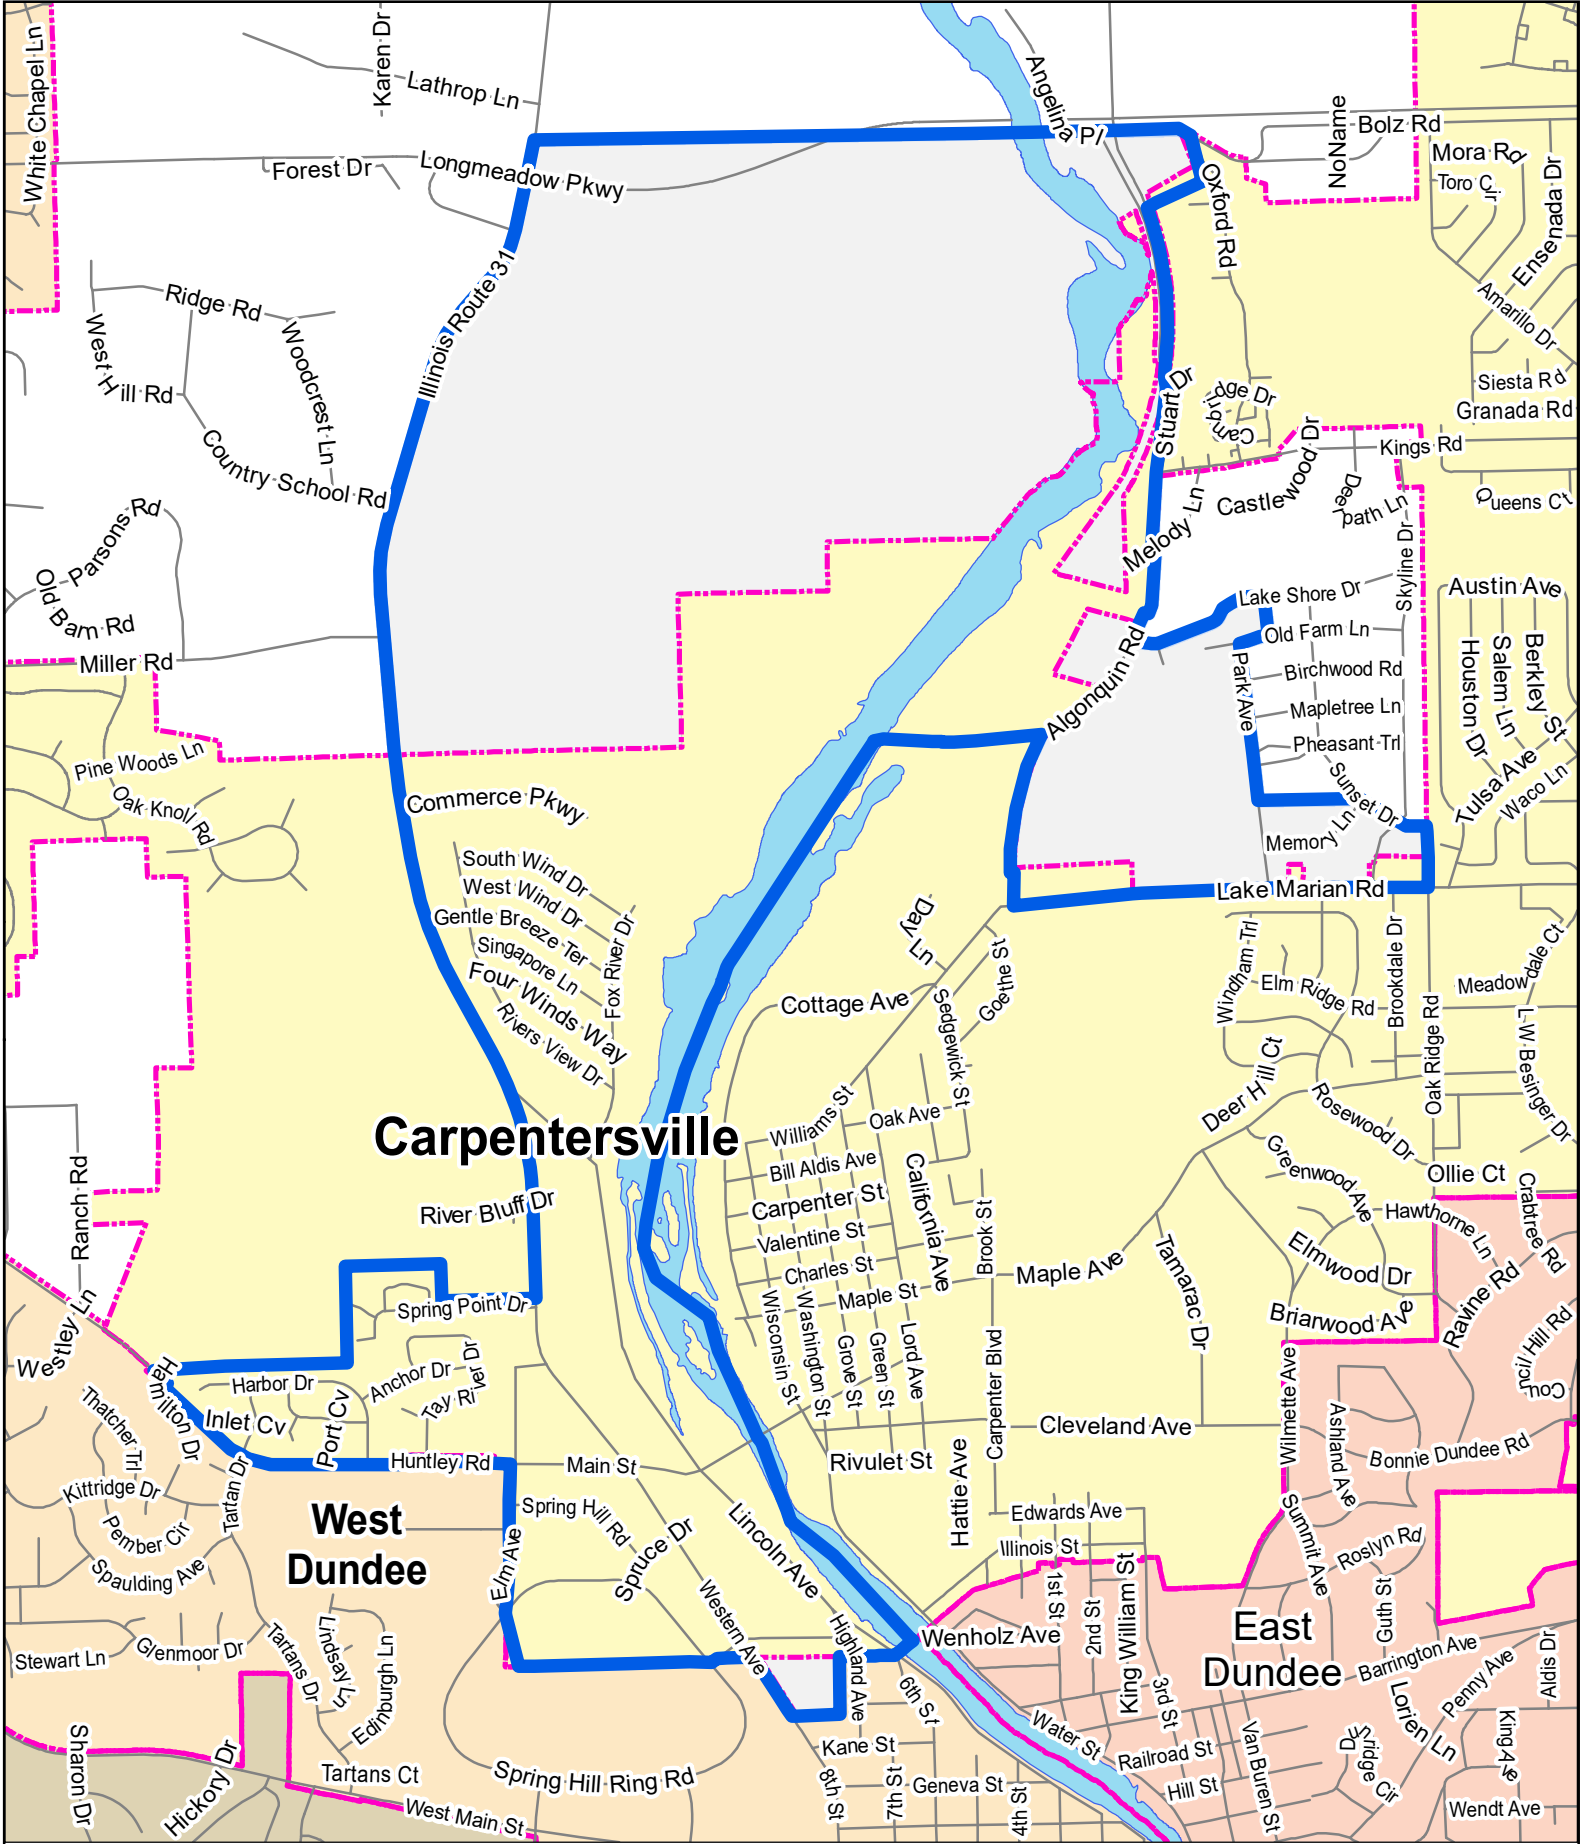 White Chapel Ln
Karen Dr
Lathrop Ln
Angelina Pl
NoName
Bolz Rd
Mora Rd
Toro Cir
Ensenada Dr
Forest Dr
Longmeadow Pkwy
Oxford Rd
Illinois Route 31
Ridge Rd
West Hill Rd
Woodcrest Ln
Country School Rd
Amarillo Dr
Siesta Rd
Granada Rd
Stuart Dr
Cambridge Dr
Kings Rd
Queens Ct
Castlewood Dr
Deerpath Ln
Melody Ln
Skyline Dr
Parsons Rd
Old Barn Rd
Miller Rd
Lake Shore Dr
Old Farm Ln
Birchwood Rd
Park Ave
Mapletree Ln
Pheasant Trl
Sunset Dr
Memory Ln
Austin Ave
Houston Dr
Salem Ln
Berkley St
Tulsa Ave
Waco Ln
Algonquin Rd
Pine Woods Ln
Oak Knoll Rd
Commerce Pkwy
South Wind Dr
West Wind Dr
Gentle Breeze Ter
Singapore Ln
Four Winds Way
Rivers View Dr
Fox River Dr
Lake Marian Rd
Day Ln
Goethe St
Cottage Ave
Sedgewick St
Windham Trl
Elm Ridge Rd
Brookdale Dr
Oak Ridge Rd
Meadowdale Ct
L W Besinger Dr
Deer Hill Ct
Rosewood Dr
Carpentersville
Williams St
Oak Ave
Bill Aldis Ave
Carpenter St
Valentine St
Charles St
Maple St
California Ave
Brook St
Maple Ave
Tamarac Dr
Greenwood Ave
Ollie Ct
Crabtree Rd
Hawthorne Ln
Elmwood Dr
Briarwood Ave
Ravine Rd
Council Hill Rd
Ranch Rd
River Bluff Dr
Westley Ln
Spring Point Dr
Hamilton Dr
Harbor Dr
Inlet Cv
Port Cv
Anchor Dr
Tay River Dr
Huntley Rd
Main St
Wisconsin St
Washington St
Grove St
Green St
Lord Ave
Carpenter Blvd
Cleveland Ave
Wilmette Ave
Ashland Ave
Bonnie Dundee Rd
Rivulet St
Hattie Ave
Edwards Ave
Illinois St
Thatcher Trl
Kittridge Dr
Pember Cir
Spaulding Ave
Tartan Dr
West
Dundee
Elm Ave
Spring Hill Rd
Spruce Dr
Lincoln Ave
Western Ave
Highland Ave
Wenholz Ave
1st St
2nd St
King William St
3rd St
Summit Ave
Roslyn Rd
Guth St
East
Dundee
Barrington Ave
Penny Ave
Aldis Dr
Lorien Ln
King Ave
Wendt Ave
Van Buren St
Water St
Railroad St
Hill St
Stewart Ln
Glenmoor Dr
Tartans Dr
Lindsay Ln
Edinburgh Ln
Sharon Dr
Hickory Dr
Tartans Ct
West Main St
Spring Hill Ring Rd
6th St
Kane St
8th St
7th St
Geneva St
4th St